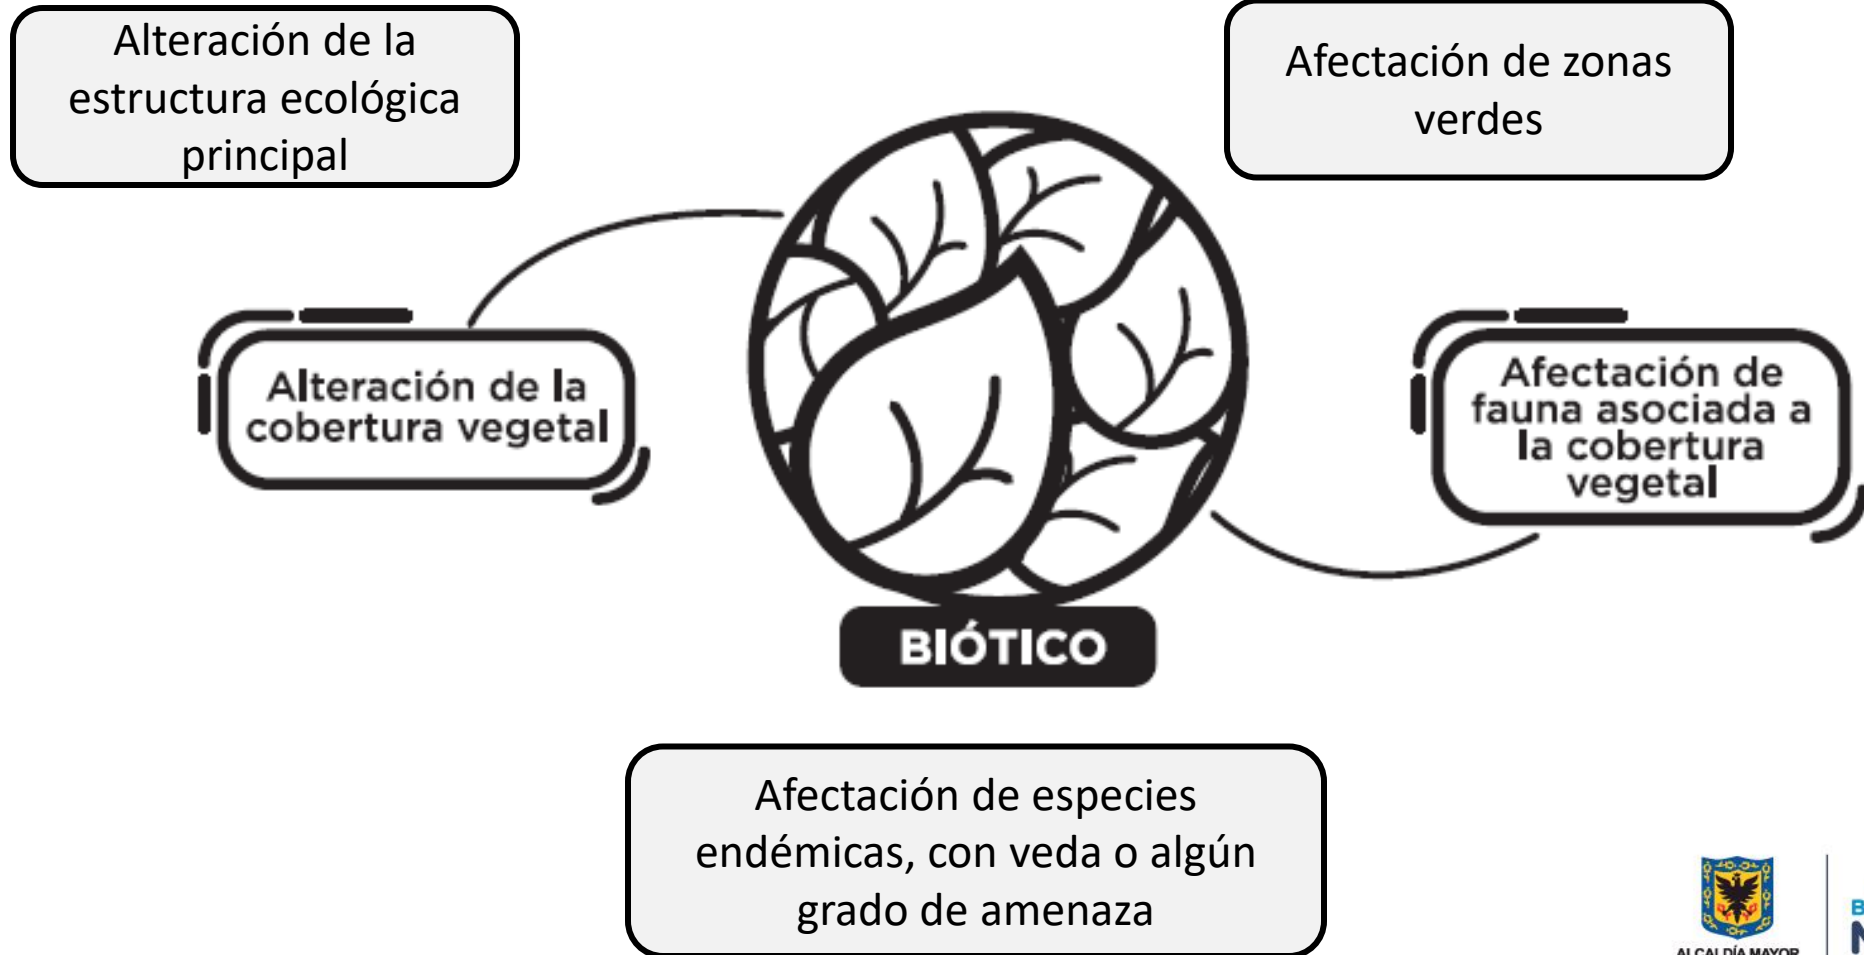 Alteración de la
estructura ecológica
principal
Afectación de zonas
verdes
Alteración de la
cobertura vegetal
Afectación de
fauna asociada a
la cobertura
vegetal
BIÓTICO
Afectación de especies
endémicas, con veda o algún
grado de amenaza
ALCALDÍA MAYOR